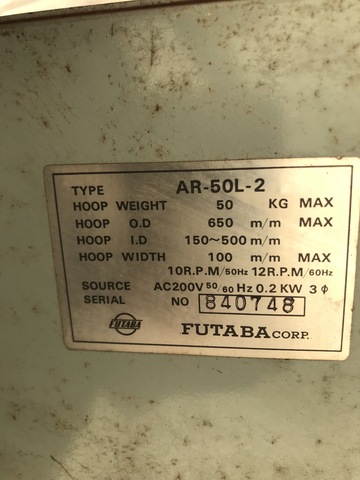 TYPE AR-50L-2
HOOP WEIGHT 50 KG MAX
HOOP O.D 650 m/m MAX
HOOP I.D 150~500 m/m
HOOP WIDTH 100 m/m MAX
10R.P.M/50Hz 12R.P.M/60Hz
SOURCE AC200V 50/60 Hz 0.2 KW 3φ
SERIAL NO 840748
FUTABA FUTABA CORP.